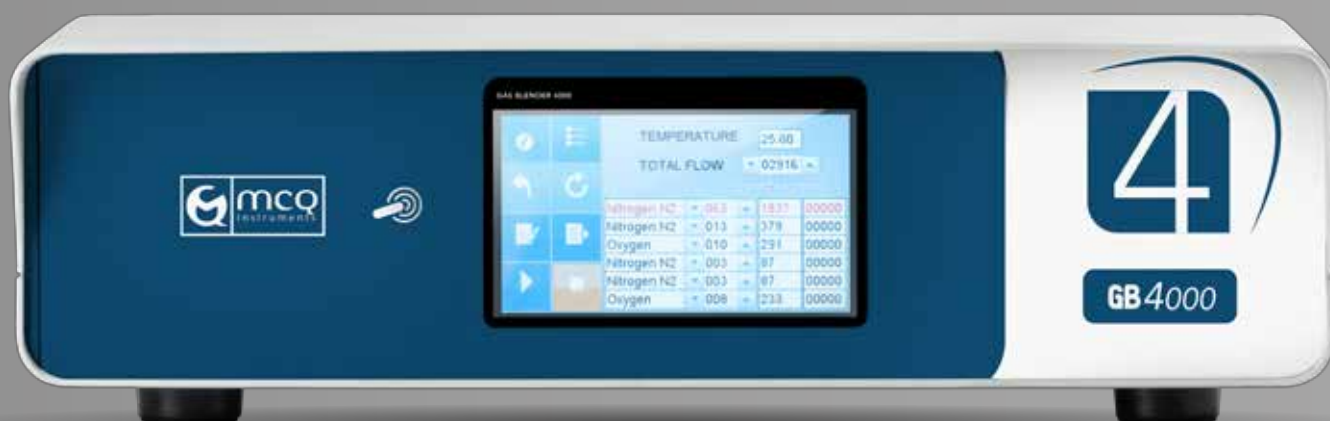 mcq
instruments
GAS BLENDER 4000
TEMPERATURE 25.00
TOTAL FLOW 02916
Nitrogen N2 063 1837 00000
Nitrogen N2 013 379 00000
Oxygen 010 291 00000
Nitrogen N2 003 87 00000
Nitrogen N2 003 87 00000
Oxygen 008 233 00000
4
GB4000